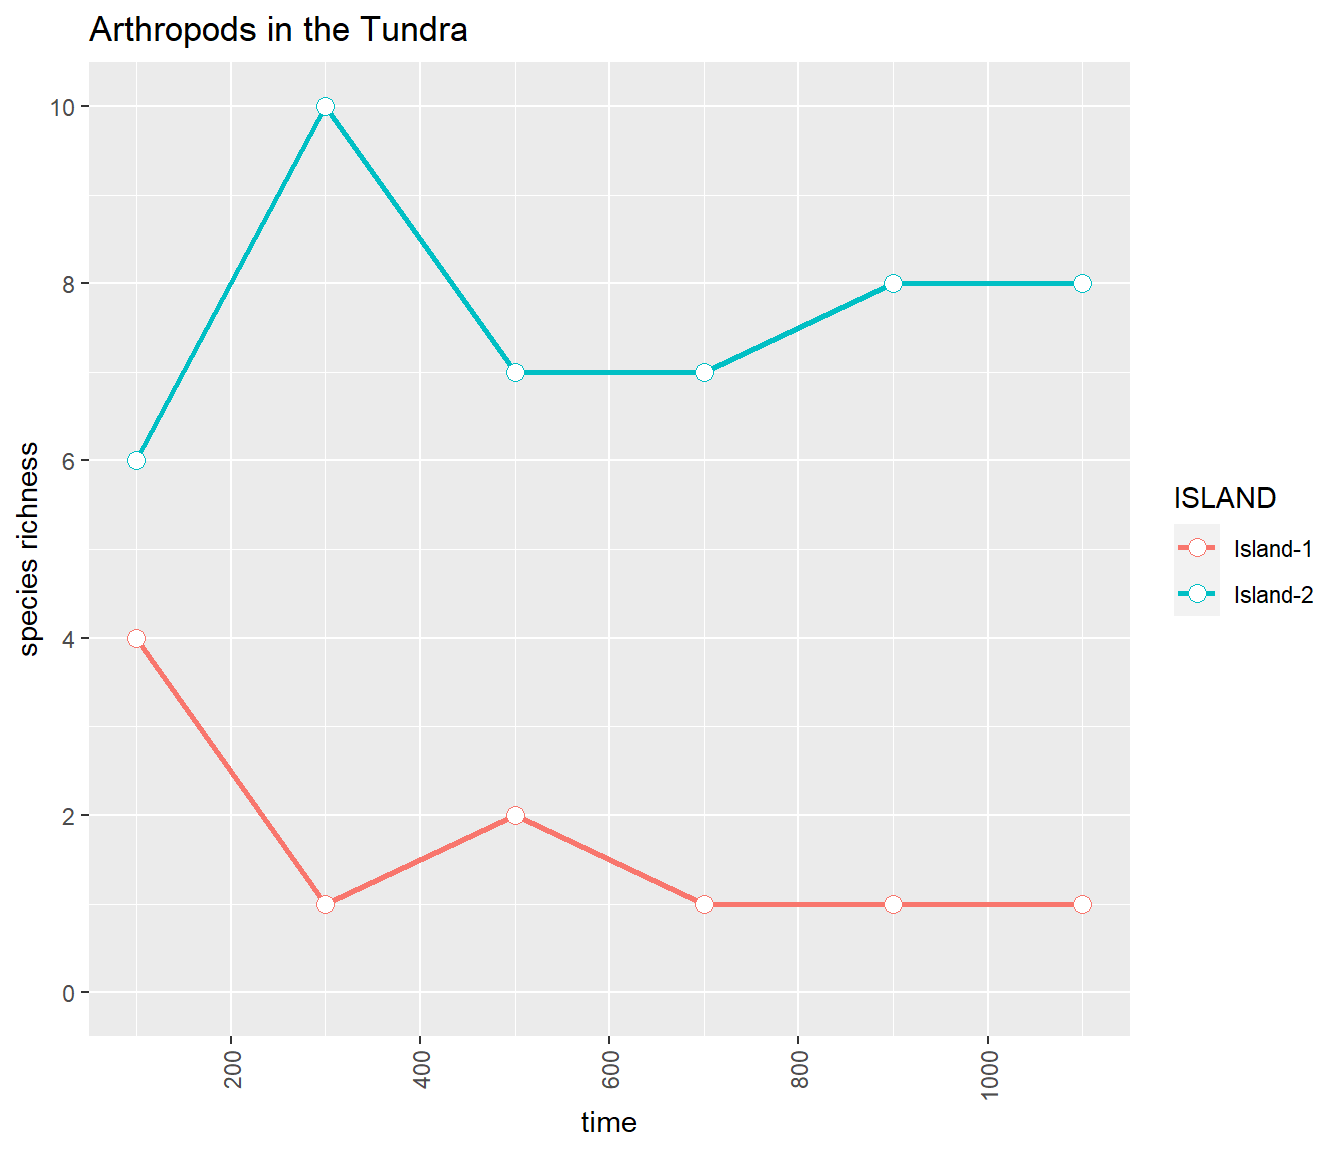 Arthropods in the Tundra
10
8
6
4
2
0
species richness
200
400
600
800
1000
time
ISLAND
Island-1
Island-2